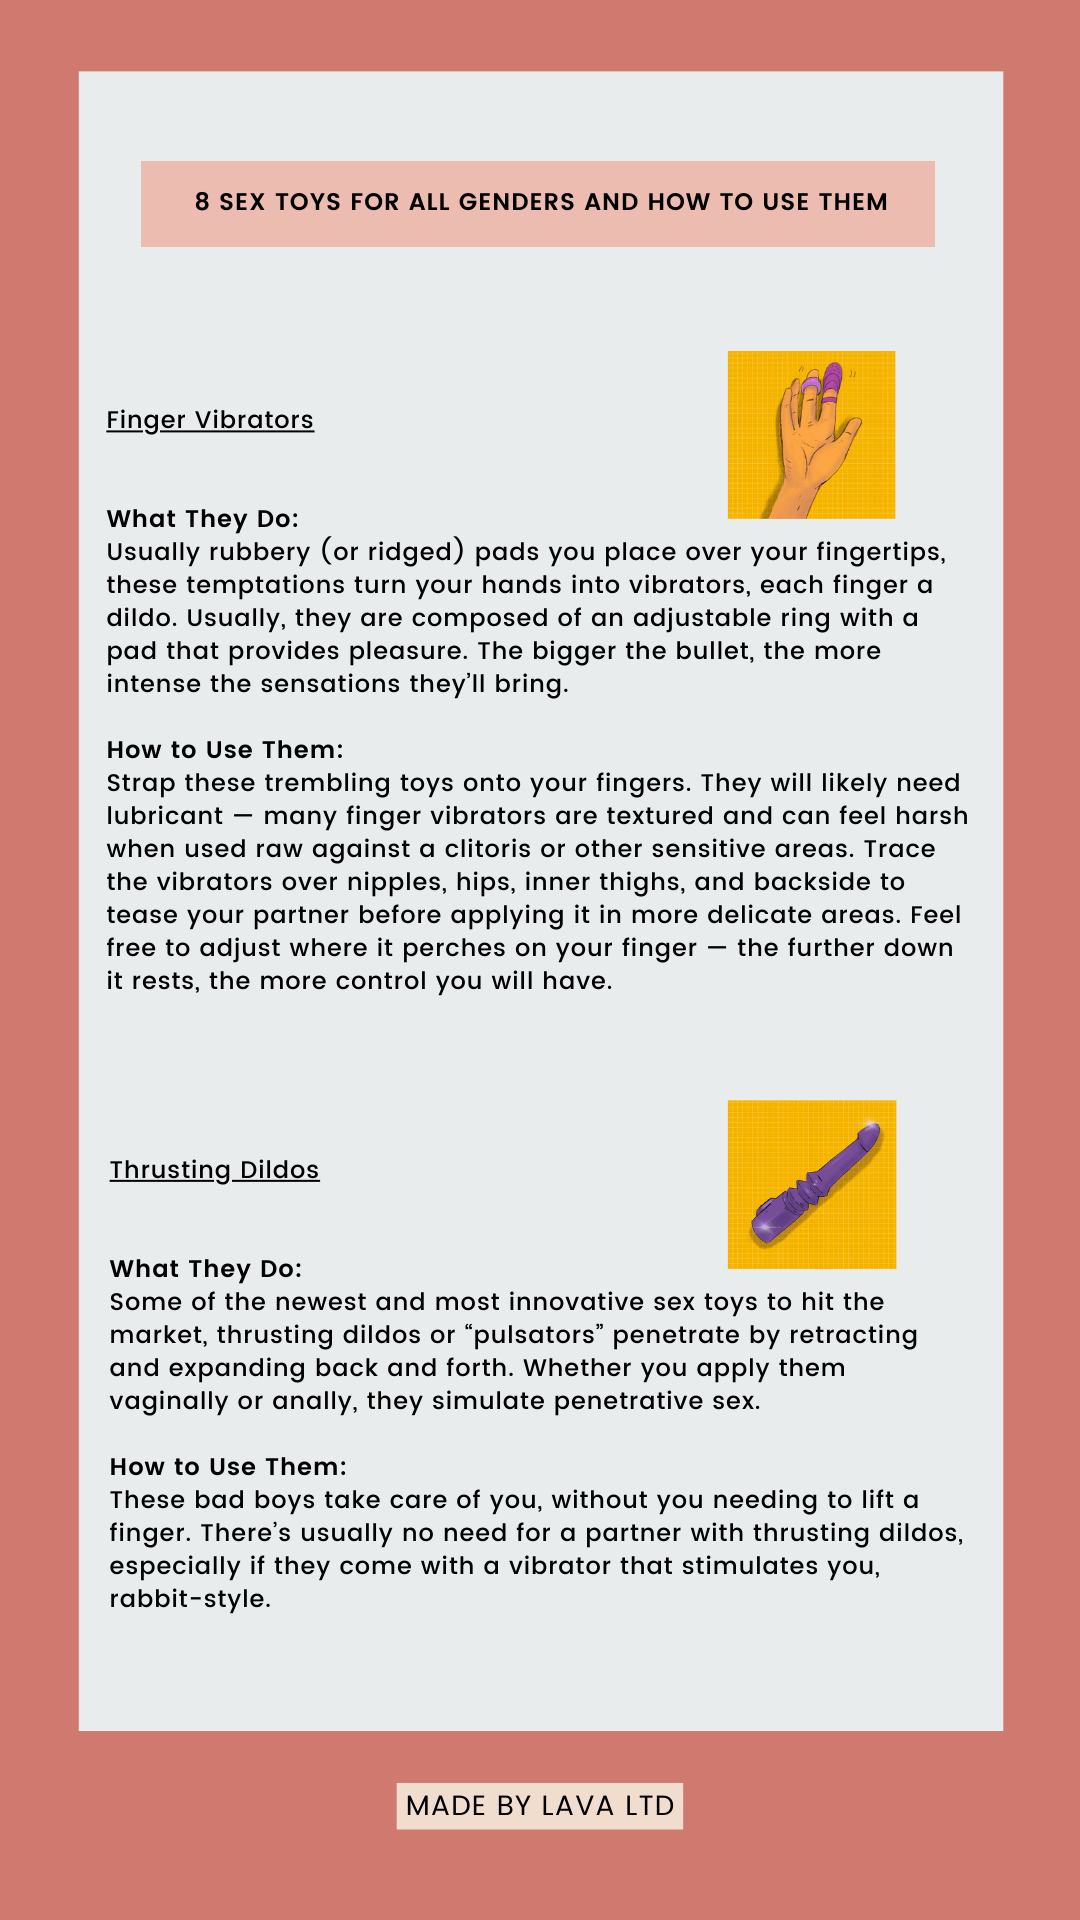 8 SEX TOYS FOR ALL GENDERS AND HOW TO USE THEM
Finger Vibrators
What They Do:
Usually rubbery (or ridged) pads you place over your fingertips,
these temptations turn your hands into vibrators, each finger a
dildo. Usually, they are composed of an adjustable ring with a
pad that provides pleasure. The bigger the bullet, the more
intense the sensations they’ll bring.
How to Use Them:
Strap these trembling toys onto your fingers. They will likely need
lubricant — many finger vibrators are textured and can feel harsh
when used raw against a clitoris or other sensitive areas. Trace
the vibrators over nipples, hips, inner thighs, and backside to
tease your partner before applying it in more delicate areas. Feel
free to adjust where it perches on your finger — the further down
it rests, the more control you will have.
Thrusting Dildos
What They Do:
Some of the newest and most innovative sex toys to hit the
market, thrusting dildos or “pulsators” penetrate by retracting
and expanding back and forth. Whether you apply them
vaginally or anally, they simulate penetrative sex.
How to Use Them:
These bad boys take care of you, without you needing to lift a
finger. There’s usually no need for a partner with thrusting dildos,
especially if they come with a vibrator that stimulates you,
rabbit-style.
MADE BY LAVA LTD